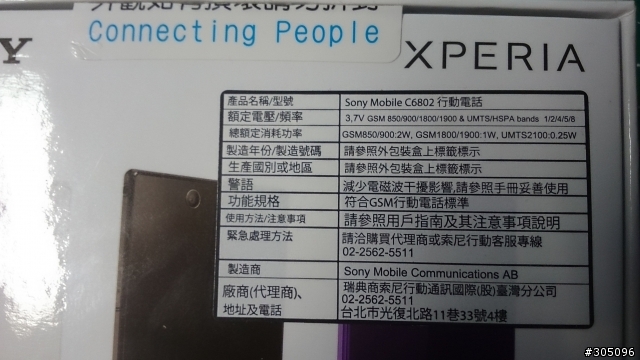 外觀如有損壞請勿拆封
Connecting People
Y
XPERIA
產品名稱/型號 Sony Mobile C6802 行動電話
額定電壓/頻率 3,7V GSM 850/900/1800/1900 & UMTS/HSPA bands 1/2/4/5/8
總額定消耗功率 GSM850/900:2W, GSM1800/1900:1W, UMTS2100:0.25W
製造年份/製造號碼 請參照外包裝盒上標籤標示
生產國別或地區 請參照外包裝盒上標籤標示
警語 減少電磁波干擾影響,請參照手冊妥善使用
功能規格 符合GSM行動電話標準
使用方法/注意事項 請參照用戶指南及其注意事項說明
緊急處理方法 請洽購買代理商或索尼行動客服專線
02-2562-5511
製造商 Sony Mobile Communications AB
廠商(代理商)、 瑞典商索尼行動通訊國際(股)臺灣分公司
地址及電話 02-2562-5511
台北市光復北路11巷33號4樓
#305096